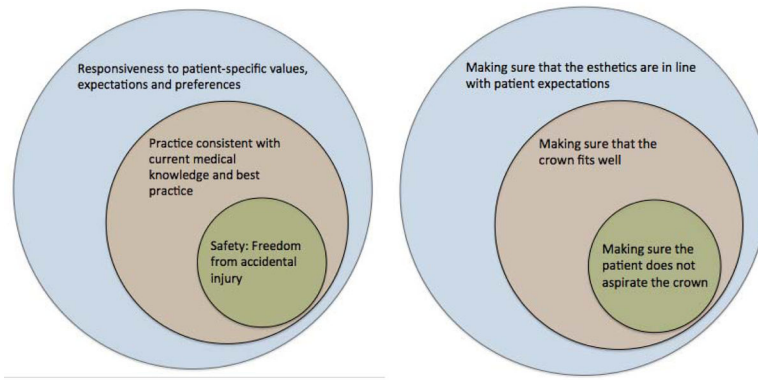 Responsiveness to patient-specific values,
expectations and preferences
Practice consistent with
current medical
knowledge and best
practice
Safety: Freedom
from accidental
injury
Making sure that the esthetics are in line
with patient expectations
Making sure that the
crown fits well
Making sure the
patient does not
aspirate the crown